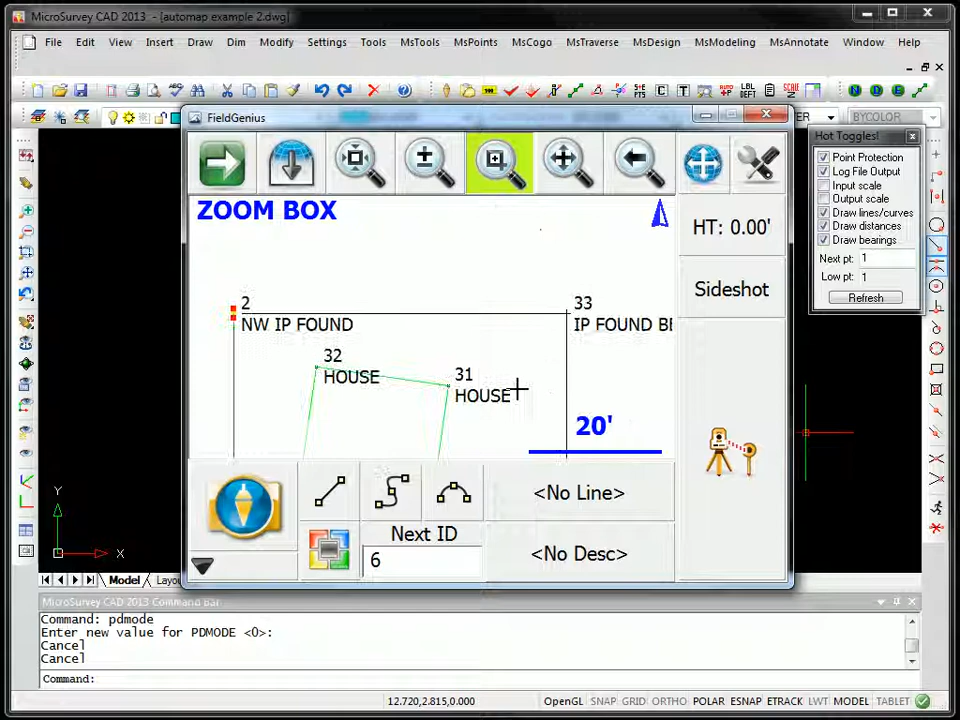 MicroSurvey CAD 2013 - [automap example 2.dwg]
File Edit View Insert Draw Dim Modify Settings Tools MsTools MsPoints MsCogo MsTraverse MsDesign MsModeling MsAnnotate Window Help
BYCOLOR
FieldGenius
Hot Toggles!
Point Protection
Log File Output
Input scale
Output scale
Draw lines/curves
Draw distances
Draw bearings
Next pt: 1
Low pt: 1
Refresh
ZOOM BOX
HT: 0.00'
Sideshot
2
NW IP FOUND
33
IP FOUND BE
32
HOUSE
31
HOUSE
20'
<No Line>
Next ID
6
<No Desc>
Y
X
Model
Layou
MicroSurvey CAD 2013 Command Bar
Command: pdmode
Enter new value for PDMODE <0>:
Cancel
Cancel
Command:
12.720,2.815,0.000
OpenGL SNAP GRID ORTHO POLAR ESNAP ETRACK LWT MODEL TABLET